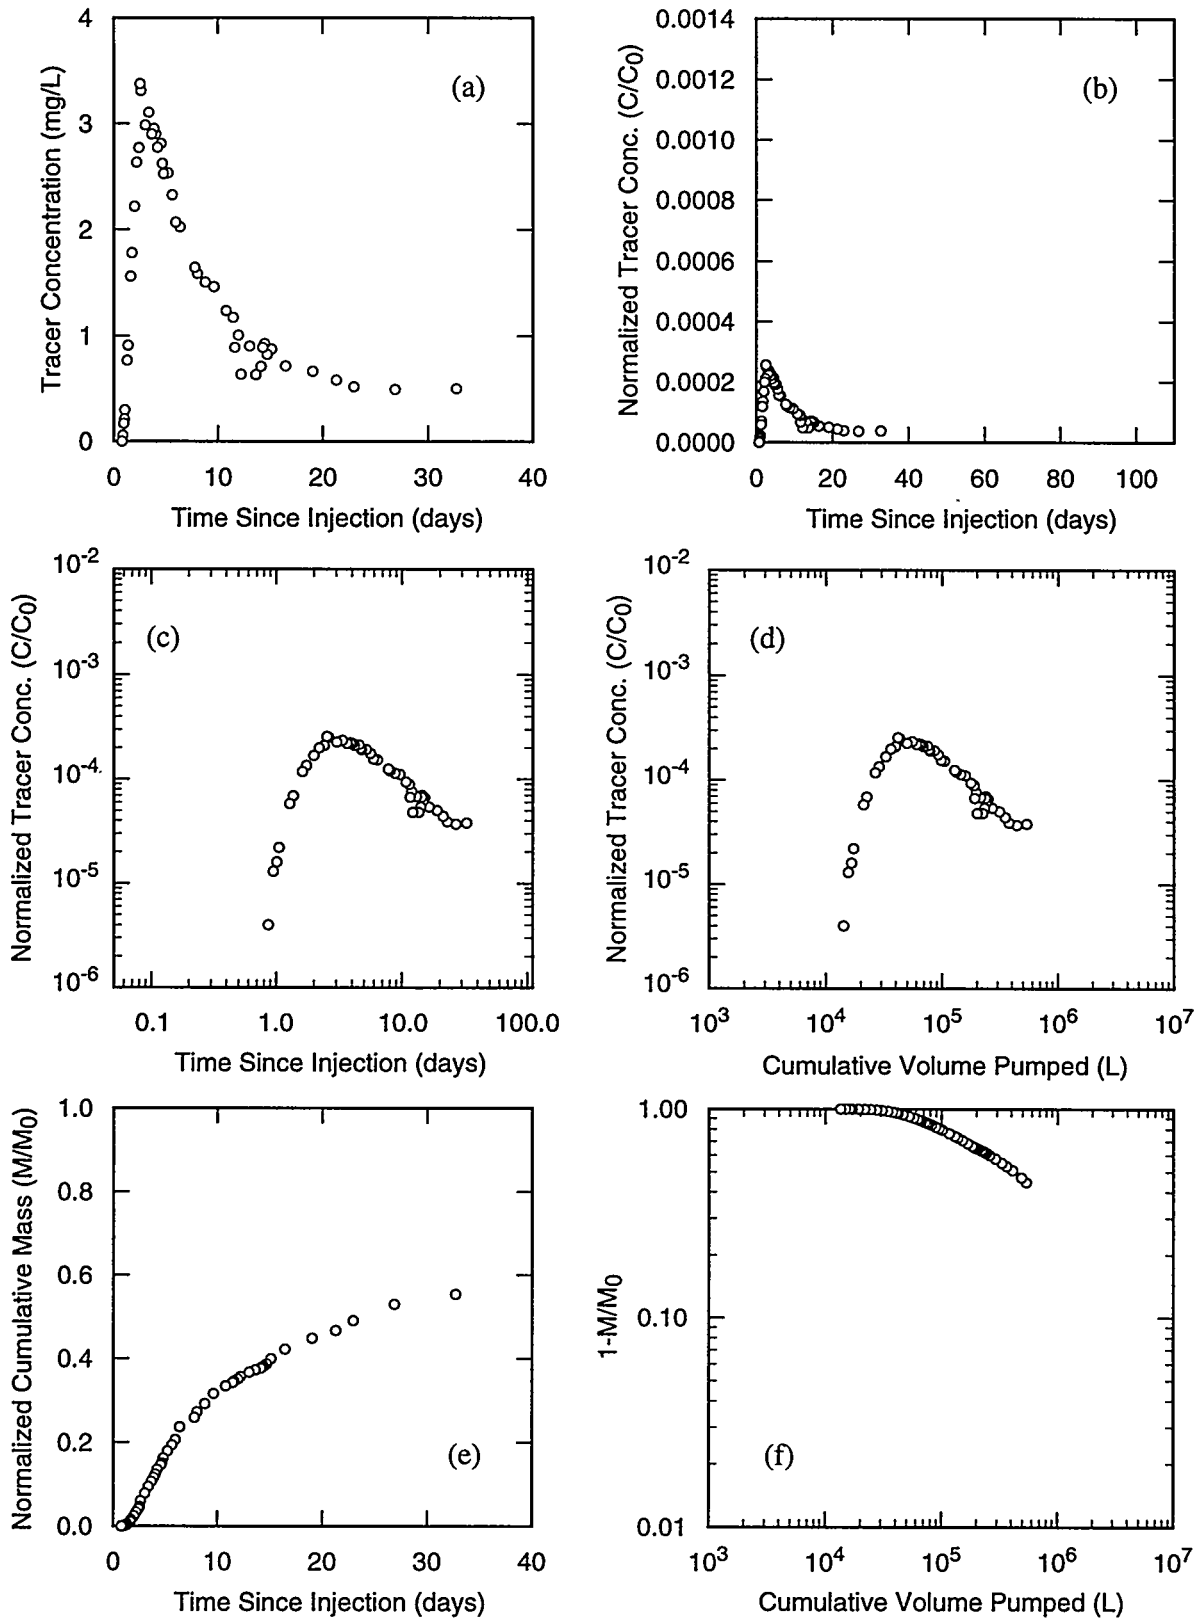 Tracer Concentration (mg/L)
4
3
2
1
0
(a)
0 10 20 30 40
Time Since Injection (days)
Normalized Tracer Conc. (C/C0)
0.0014
0.0012
0.0010
0.0008
0.0006
0.0004
0.0002
0.0000
(b)
0 20 40 60 80 100
Time Since Injection (days)
Normalized Tracer Conc. (C/C0)
10-2
10-3
10-4
10-5
10-6
(c)
0.1 1.0 10.0 100.0
Time Since Injection (days)
Normalized Tracer Conc. (C/C0)
10-2
10-3
10-4
10-5
10-6
(d)
103 104 105 106 107
Cumulative Volume Pumped (L)
Normalized Cumulative Mass (M/M0)
1.0
0.8
0.6
0.4
0.2
0.0
(e)
0 10 20 30 40
Time Since Injection (days)
1-M/M0
1.00
0.10
0.01
(f)
103 104 105 106 107
Cumulative Volume Pumped (L)